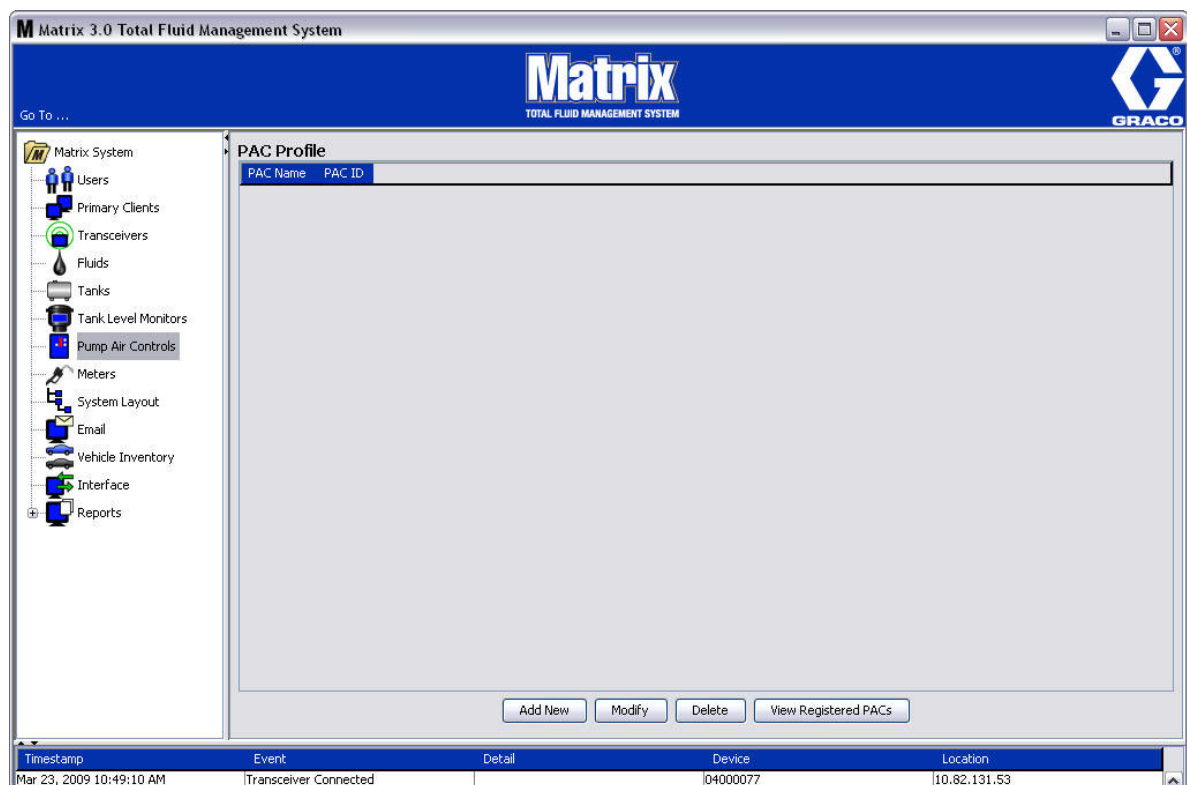 M Matrix 3.0 Total Fluid Management System
Matrix
TOTAL FLUID MANAGEMENT SYSTEM
®
GRACO
Go To ...
M Matrix System
Users
Primary Clients
Transceivers
Fluids
Tanks
Tank Level Monitors
Pump Air Controls
Meters
System Layout
Email
Vehicle Inventory
Interface
Reports
PAC Profile
PAC Name PAC ID
Add New Modify Delete View Registered PACs
Timestamp Event Detail Device Location
Mar 23, 2009 10:49:10 AM Transceiver Connected 04000077 10.82.131.53